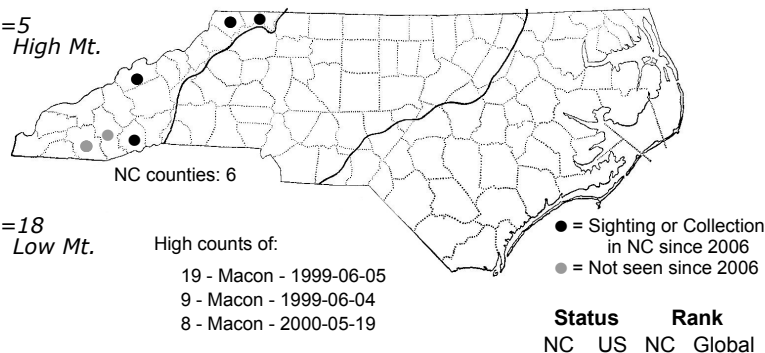 =5
High Mt.
NC counties: 6
=18
Low Mt.
High counts of:
19 - Macon - 1999-06-05
9 - Macon - 1999-06-04
8 - Macon - 2000-05-19
= Sighting or Collection
in NC since 2006
= Not seen since 2006
Status Rank
NC US NC Global